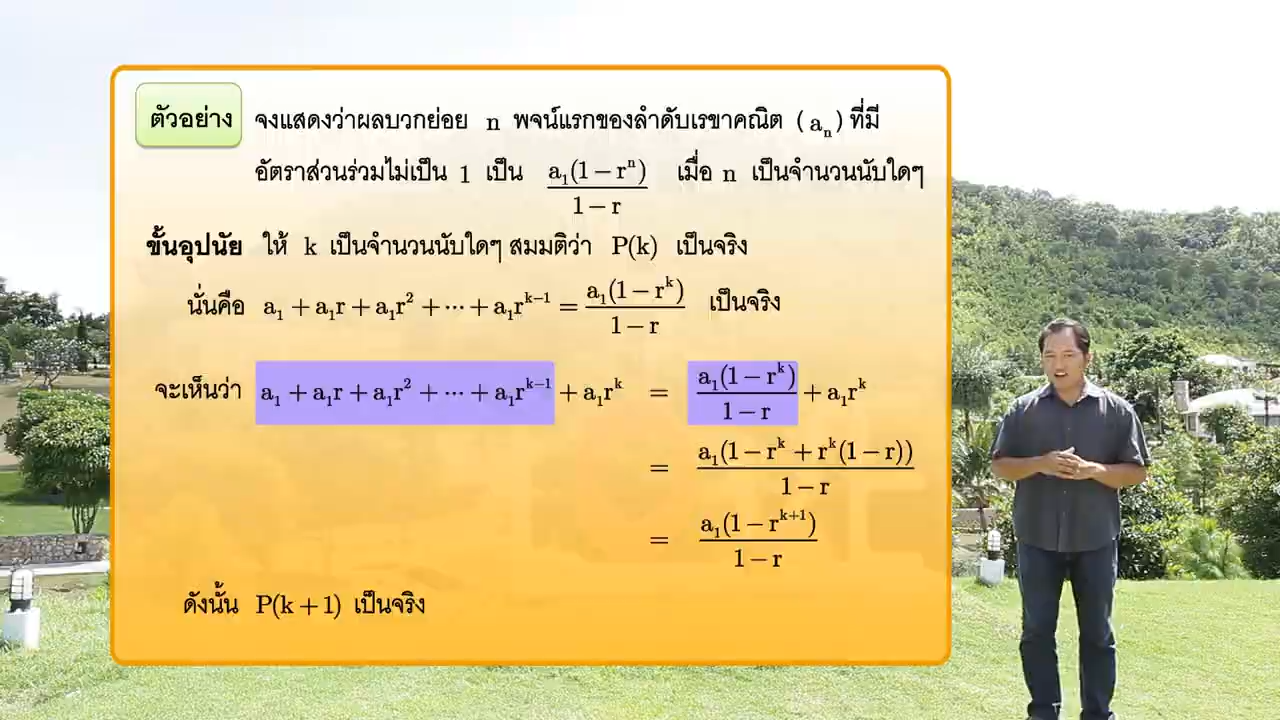 ตัวอย่าง จงแสดงว่าผลบวกย่อย n พจน์แรกของลำดับเรขาคณิต (aₙ) ที่มี
อัตราส่วนร่วมไม่เป็น 1 เป็น a₁(1 − rⁿ) / (1 − r) เมื่อ n เป็นจำนวนนับใดๆ
ขั้นอุปนัย ให้ k เป็นจำนวนนับใดๆ สมมติว่า P(k) เป็นจริง
นั่นคือ a₁ + a₁r + a₁r² + ⋯ + a₁rᵏ⁻¹ = a₁(1 − rᵏ) / (1 − r) เป็นจริง
จะเห็นว่า a₁ + a₁r + a₁r² + ⋯ + a₁rᵏ⁻¹ + a₁rᵏ = a₁(1 − rᵏ) / (1 − r) + a₁rᵏ
= a₁(1 − rᵏ + rᵏ(1 − r)) / (1 − r)
= a₁(1 − rᵏ⁺¹) / (1 − r)
ดังนั้น P(k + 1) เป็นจริง